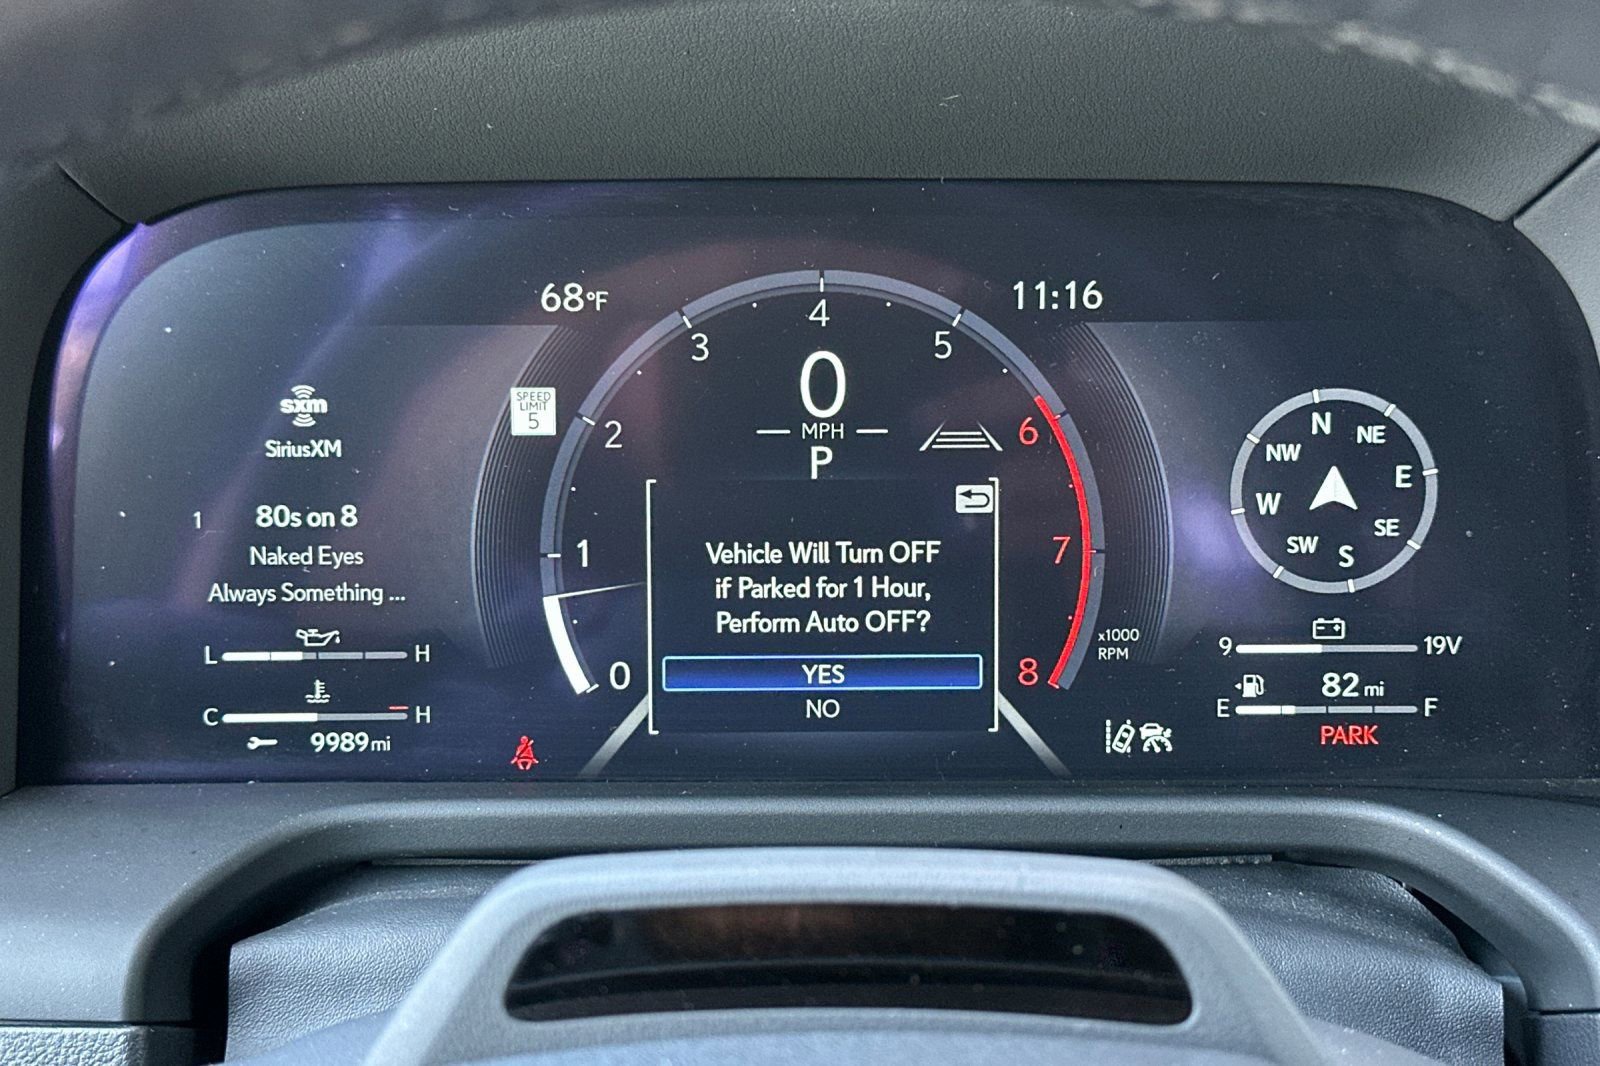 68°F
11:16
sxm
SiriusXM
1 80s on 8
Naked Eyes
Always Something ...
L H
C H
9989 mi
SPEED
LIMIT
5
0
1
2
3
4
5
6
7
8
x1000
RPM
0
MPH
P
Vehicle Will Turn OFF
if Parked for 1 Hour,
Perform Auto OFF?
YES
NO
N
NE
E
SE
S
SW
W
NW
9 19V
82 mi
E F
PARK